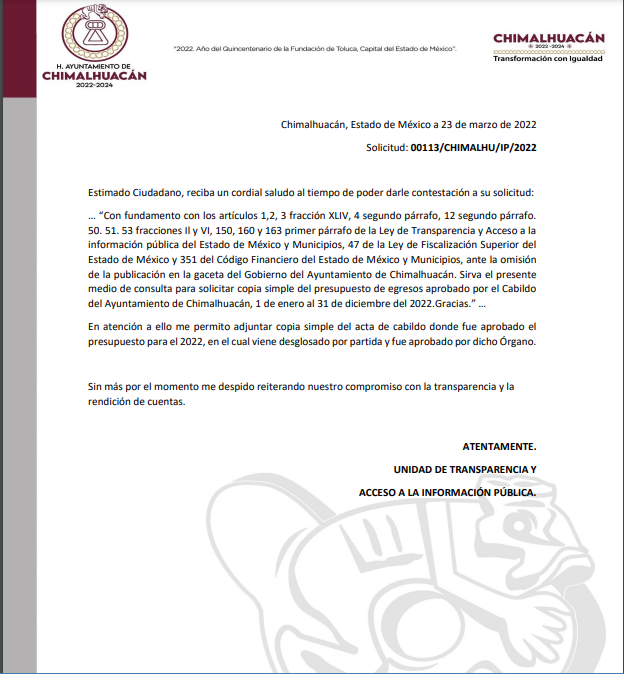 H. AYUNTAMIENTO DE
CHIMALHUACÁN
2022-2024
"2022. Año del Quincentenario de la Fundación de Toluca, Capital del Estado de México".
CHIMALHUACÁN
2022 -2024
Transformación con Igualdad
Chimalhuacán, Estado de México a 23 de marzo de 2022
Solicitud: 00113/CHIMALHU/IP/2022
Estimado Ciudadano, reciba un cordial saludo al tiempo de poder darle contestación a su solicitud:
… "Con fundamento con los artículos 1,2, 3 fracción XLIV, 4 segundo párrafo, 12 segundo párrafo.
50. 51. 53 fracciones Il y VI, 150, 160 y 163 primer párrafo de la Ley de Transparencia y Acceso a la
información pública del Estado de México y Municipios, 47 de la Ley de Fiscalización Superior del
Estado de México y 351 del Código Financiero del Estado de México y Municipios, ante la omisión
de la publicación en la gaceta del Gobierno del Ayuntamiento de Chimalhuacán. Sirva el presente
medio de consulta para solicitar copia simple del presupuesto de egresos aprobado por el Cabildo
del Ayuntamiento de Chimalhuacán, 1 de enero al 31 de diciembre del 2022.Gracias." …
En atención a ello me permito adjuntar copia simple del acta de cabildo donde fue aprobado el
presupuesto para el 2022, en el cual viene desglosado por partida y fue aprobado por dicho Órgano.
Sin más por el momento me despido reiterando nuestro compromiso con la transparencia y la
rendición de cuentas.
ATENTAMENTE.
UNIDAD DE TRANSPARENCIA Y
ACCESO A LA INFORMACIÓN PÚBLICA.